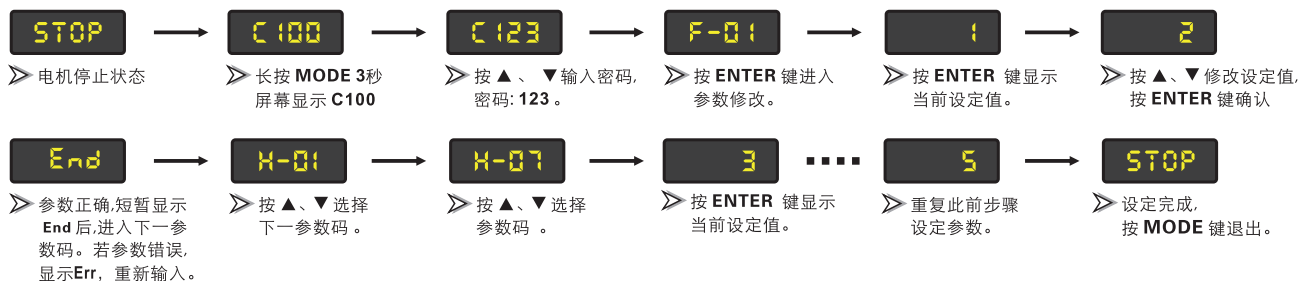 STOP
C100
C123
F-01
1
2
电机停止状态
长按 MODE 3秒
屏幕显示 C100
按 ▲、 ▼输入密码,
密码: 123 。
按 ENTER 键进入
参数修改。
按 ENTER 键显示
当前设定值。
按 ▲、▼修改设定值,
按 ENTER 键确认
End
H-01
H-07
3
5
STOP
参数正确,短暂显示
End 后,进入下一参
数码。若参数错误,
显示Err，重新输入。
按 ▲、▼ 选择
下一参数码 。
按 ▲、▼ 选择
参数码 。
按 ENTER 键显示
当前设定值。
重复此前步骤
设定参数。
设定完成,
按 MODE 键退出。